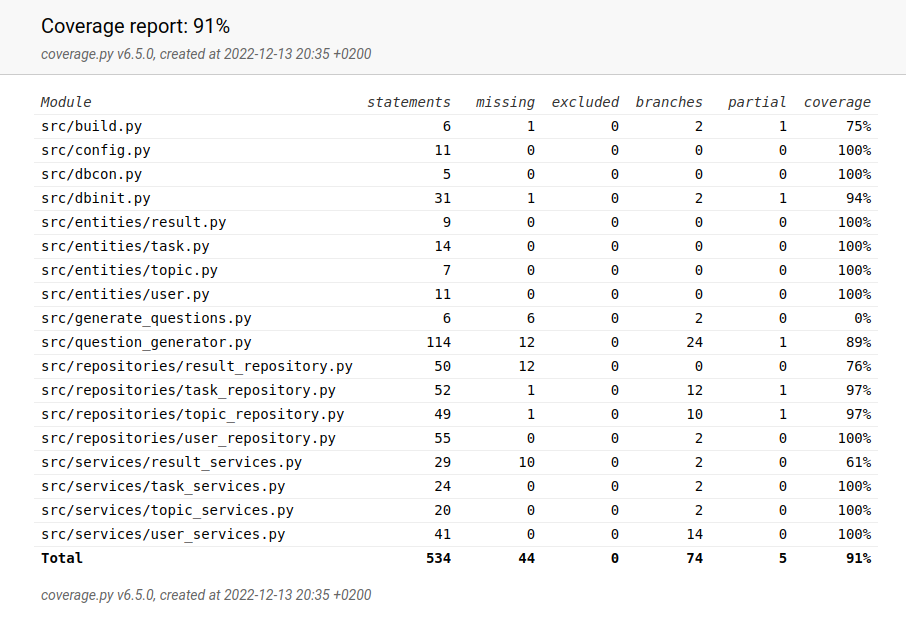 Coverage report: 91%
coverage.py v6.5.0, created at 2022-12-13 20:35 +0200
Module statements missing excluded branches partial coverage
src/build.py 6 1 0 2 1 75%
src/config.py 11 0 0 0 0 100%
src/dbcon.py 5 0 0 0 0 100%
src/dbinit.py 31 1 0 2 1 94%
src/entities/result.py 9 0 0 0 0 100%
src/entities/task.py 14 0 0 0 0 100%
src/entities/topic.py 7 0 0 0 0 100%
src/entities/user.py 11 0 0 0 0 100%
src/generate_questions.py 6 6 0 2 0 0%
src/question_generator.py 114 12 0 24 1 89%
src/repositories/result_repository.py 50 12 0 0 0 76%
src/repositories/task_repository.py 52 1 0 12 1 97%
src/repositories/topic_repository.py 49 1 0 10 1 97%
src/repositories/user_repository.py 55 0 0 2 0 100%
src/services/result_services.py 29 10 0 2 0 61%
src/services/task_services.py 24 0 0 2 0 100%
src/services/topic_services.py 20 0 0 2 0 100%
src/services/user_services.py 41 0 0 14 0 100%
Total 534 44 0 74 5 91%
coverage.py v6.5.0, created at 2022-12-13 20:35 +0200